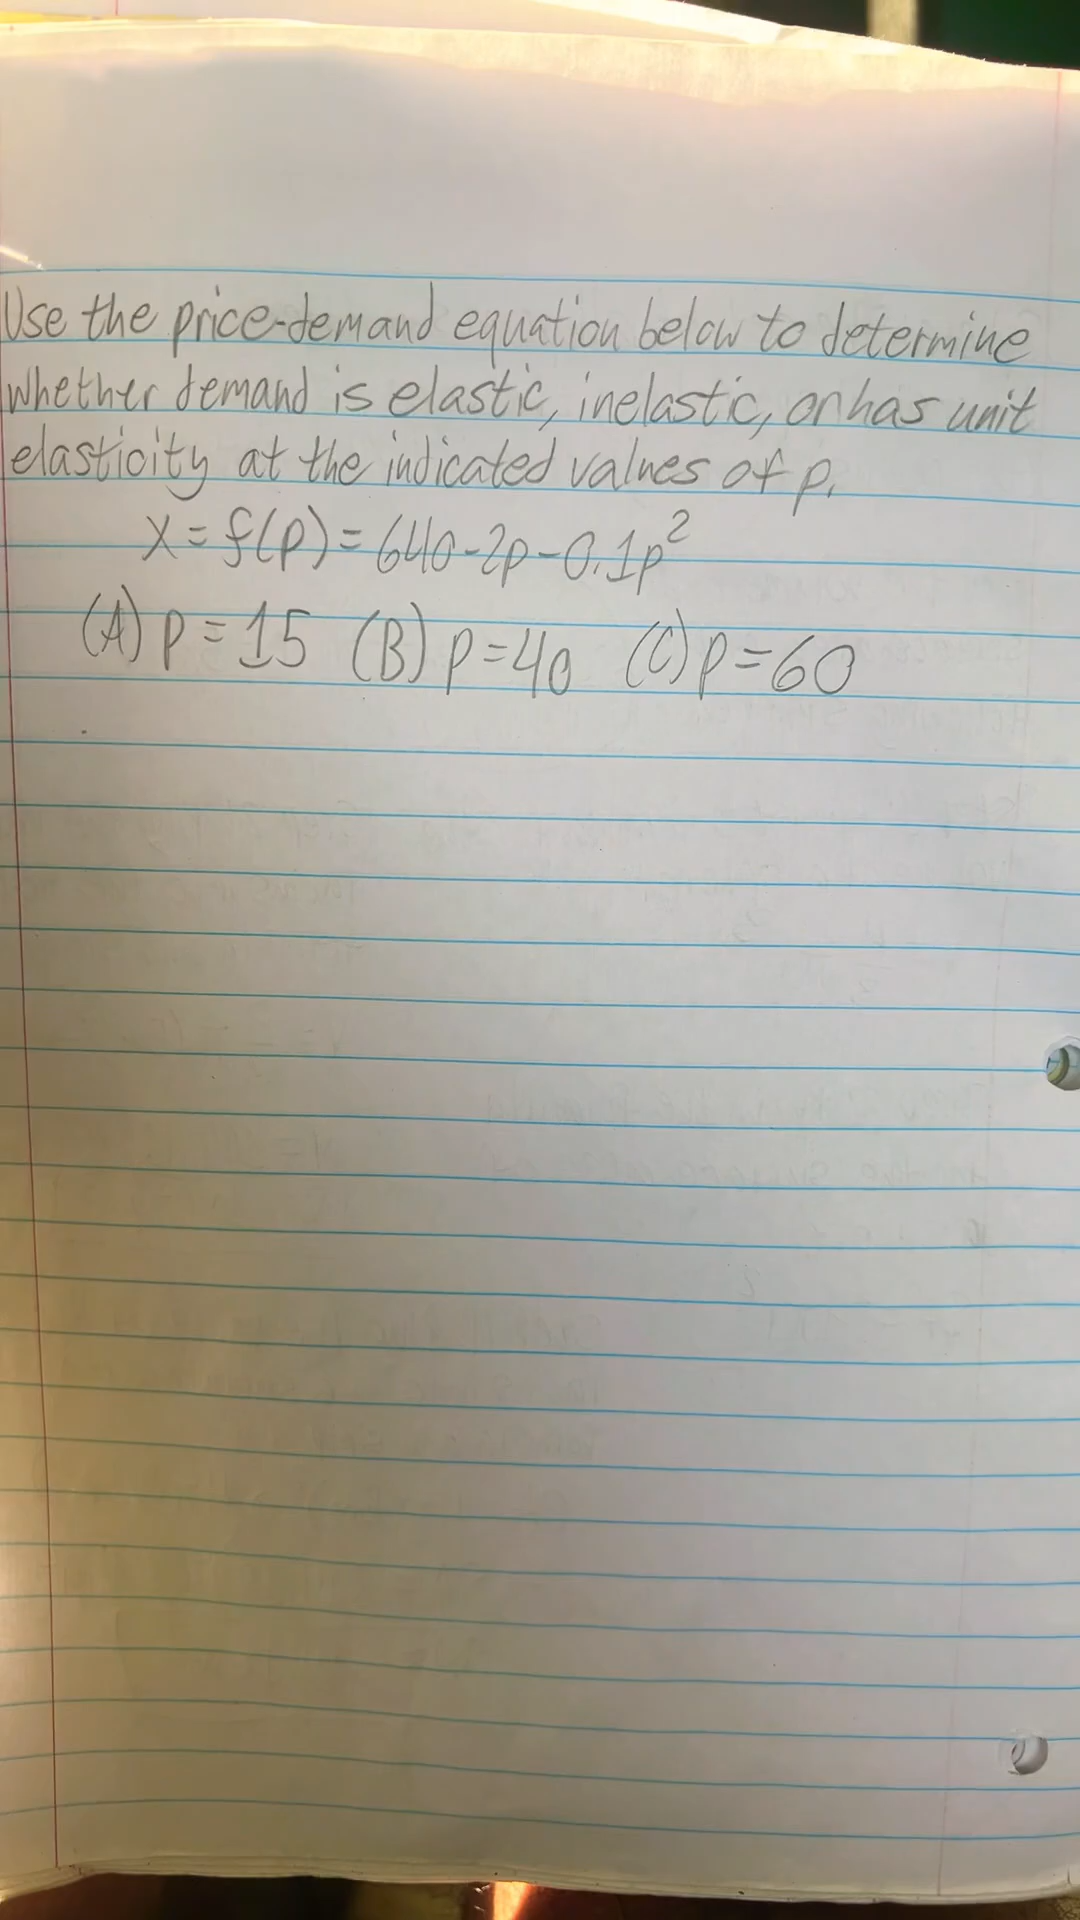 Use the price-demand equation below to determine
whether demand is elastic, inelastic, or has unit
elasticity at the indicated values of p.
x = f(p) = 640-2p-0.1p²
(A) p = 15 (B) p = 40 (C) p = 60